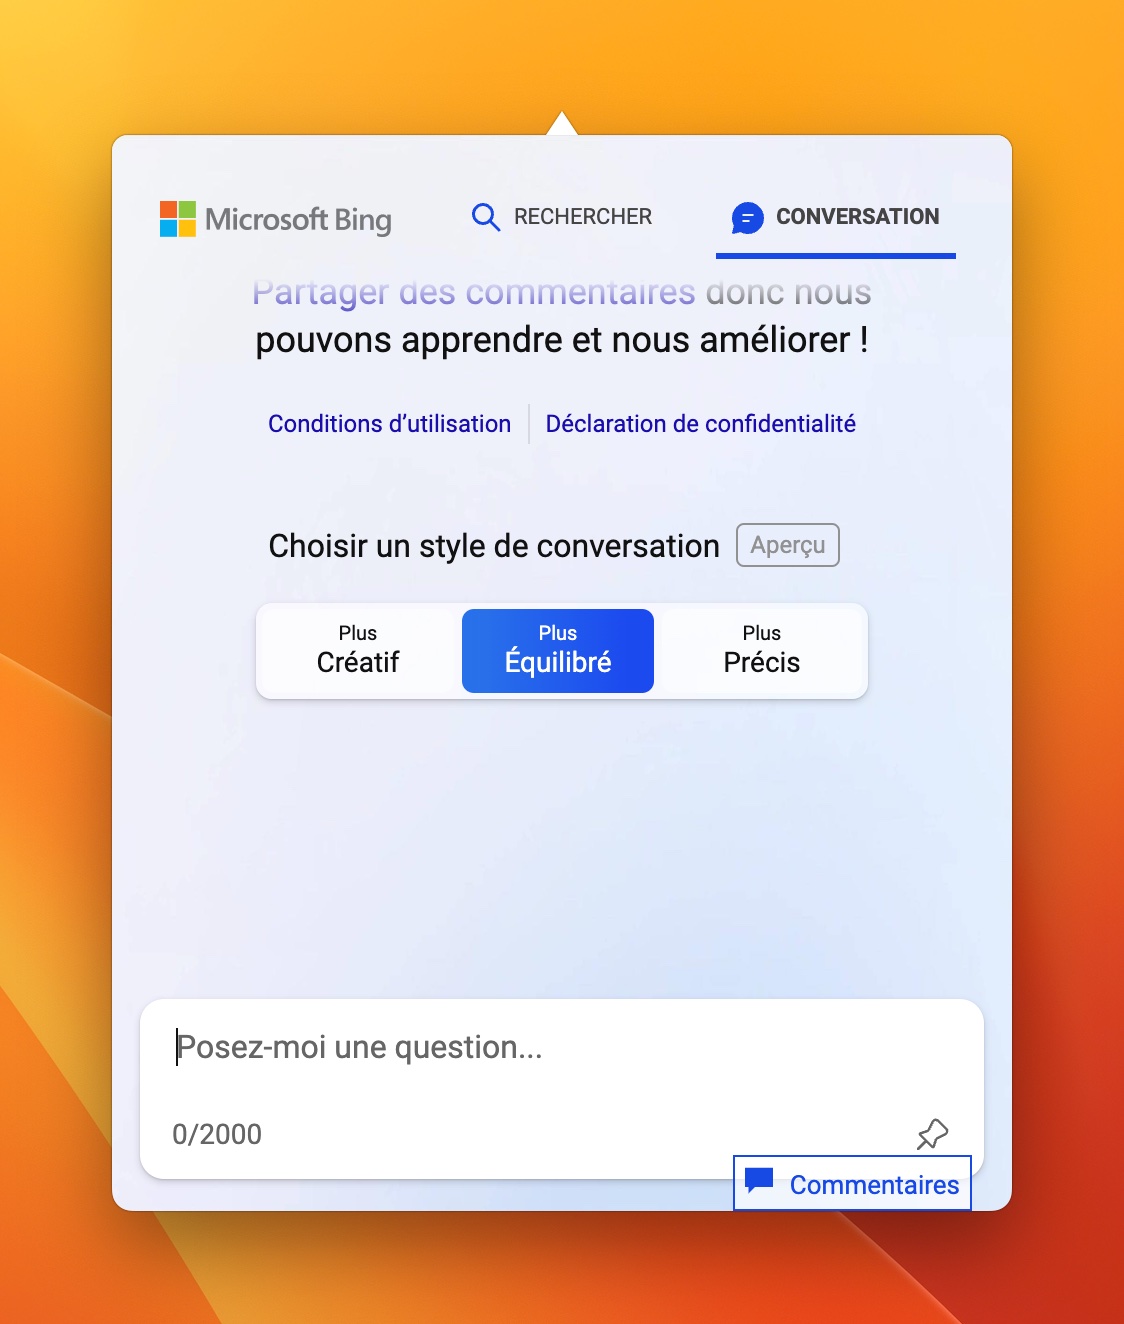 Microsoft Bing
RECHERCHER
CONVERSATION
Partager des commentaires donc nous
pouvons apprendre et nous améliorer !
Conditions d’utilisation
Déclaration de confidentialité
Choisir un style de conversation
Aperçu
Plus
Créatif
Plus
Équilibré
Plus
Précis
Posez-moi une question...
0/2000
Commentaires